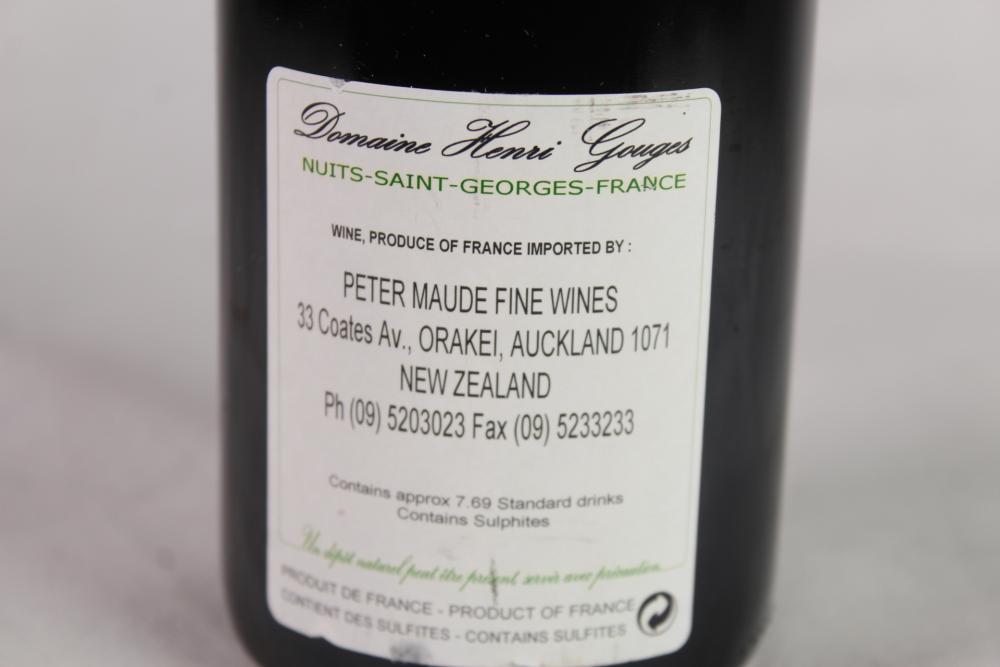 Domaine Henri Gouges
NUITS-SAINT-GEORGES-FRANCE
WINE, PRODUCE OF FRANCE IMPORTED BY :
PETER MAUDE FINE WINES
33 Coates Av., ORAKEI, AUCKLAND 1071
NEW ZEALAND
Ph (09) 5203023 Fax (09) 5233233
Contains approx 7.69 Standard drinks
Contains Sulphites
Un dépôt naturel peut être présent, servir avec précaution.
PRODUIT DE FRANCE - PRODUCT OF FRANCE
CONTIENT DES SULFITES - CONTAINS SULFITES